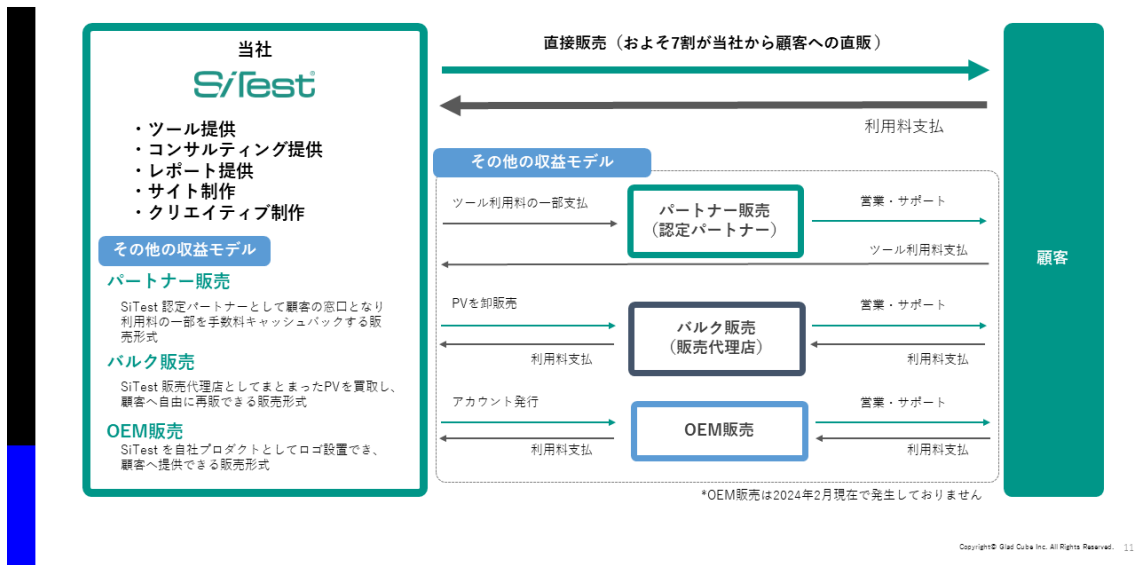 当社
SiTest
・ツール提供
・コンサルティング提供
・レポート提供
・サイト制作
・クリエイティブ制作
その他の収益モデル
パートナー販売
SiTest 認定パートナーとして顧客の窓口となり
利用料の一部を手数料キャッシュバックする販
売形式
バルク販売
SiTest 販売代理店としてまとまったPVを買取し、
顧客へ自由に再販できる販売形式
OEM販売
SiTest を自社プロダクトとしてロゴ設置でき、
顧客へ提供できる販売形式
直接販売（およそ7割が当社から顧客への直販）
利用料支払
その他の収益モデル
ツール利用料の一部支払
パートナー販売
（認定パートナー）
営業・サポート
ツール利用料支払
PVを卸販売
利用料支払
バルク販売
（販売代理店）
営業・サポート
利用料支払
アカウント発行
利用料支払
OEM販売
営業・サポート
利用料支払
*OEM販売は2024年2月現在で発生しておりません
顧客
Copyright© Glad Cube Inc. All Rights Reserved.
11